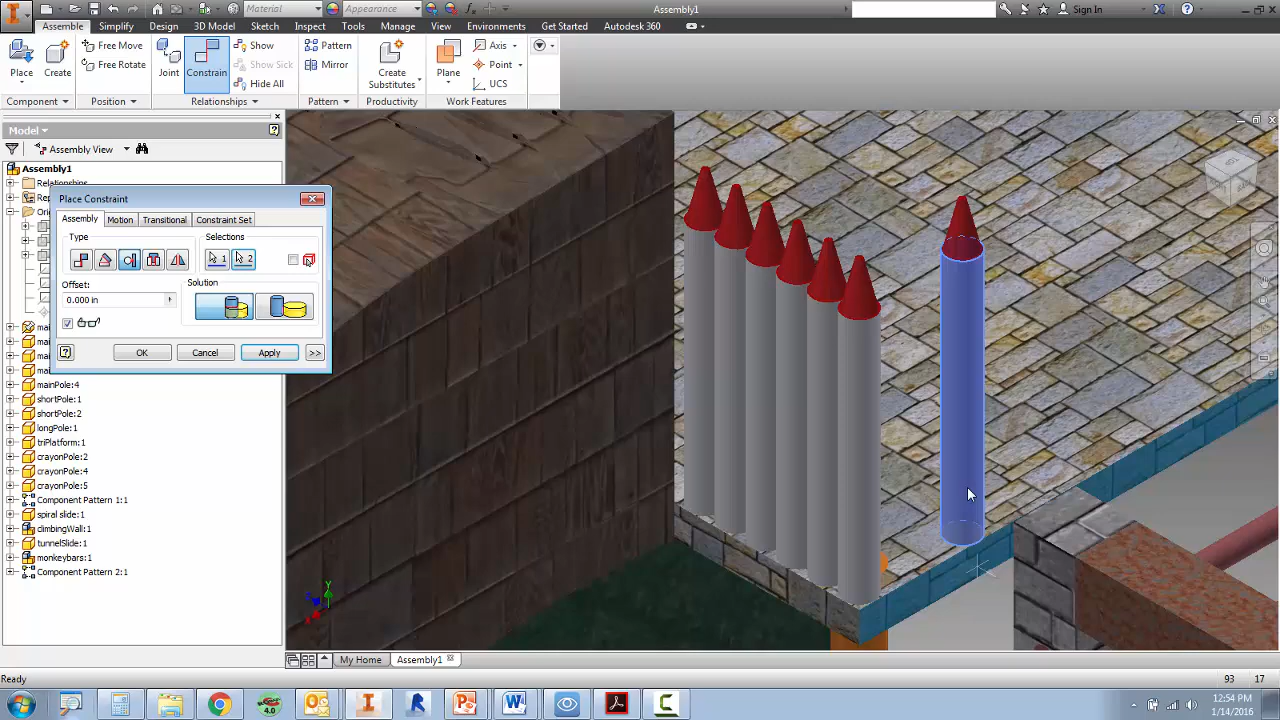 Material
Appearance
Assembly1
Sign In
Assemble Simplify Design 3D Model Sketch Inspect Tools Manage View Environments Get Started Autodesk 360
Place
Create
Free Move
Free Rotate
Joint
Constrain
Show
Show Sick
Hide All
Pattern
Mirror
Create
Substitutes
Plane
Axis
Point
UCS
Component Position Relationships Pattern Productivity Work Features
Model
Assembly View
Assembly1
Relationships
Place Constraint
Assembly Motion Transitional Constraint Set
Type
Selections
1
2
Offset:
Solution
0.000 in
OK Cancel Apply >>
mainPole:4
shortPole:1
shortPole:2
longPole:1
triPlatform:1
crayonPole:2
crayonPole:4
crayonPole:5
Component Pattern 1:1
spiral slide:1
climbingWall:1
tunnelSlide:1
monkeybars:1
Component Pattern 2:1
Y
My Home Assembly1
Ready
93 17
4.0
12:54 PM
1/14/2016